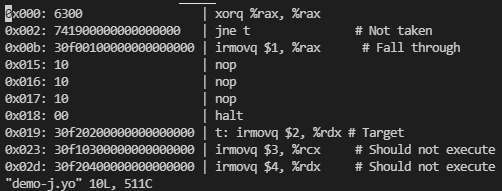 0x000: 6300                 | xorq %rax, %rax
0x002: 741900000000000000   | jne t             # Not taken
0x00b: 30f00100000000000000 | irmovq $1, %rax   # Fall through
0x015: 10                   | nop
0x016: 10                   | nop
0x017: 10                   | nop
0x018: 00                   | halt
0x019: 30f20200000000000000 | t: irmovq $2, %rdx # Target
0x023: 30f10300000000000000 | irmovq $3, %rcx   # Should not execute
0x02d: 30f20400000000000000 | irmovq $4, %rdx   # Should not execute
"demo-j.yo" 10L, 511C